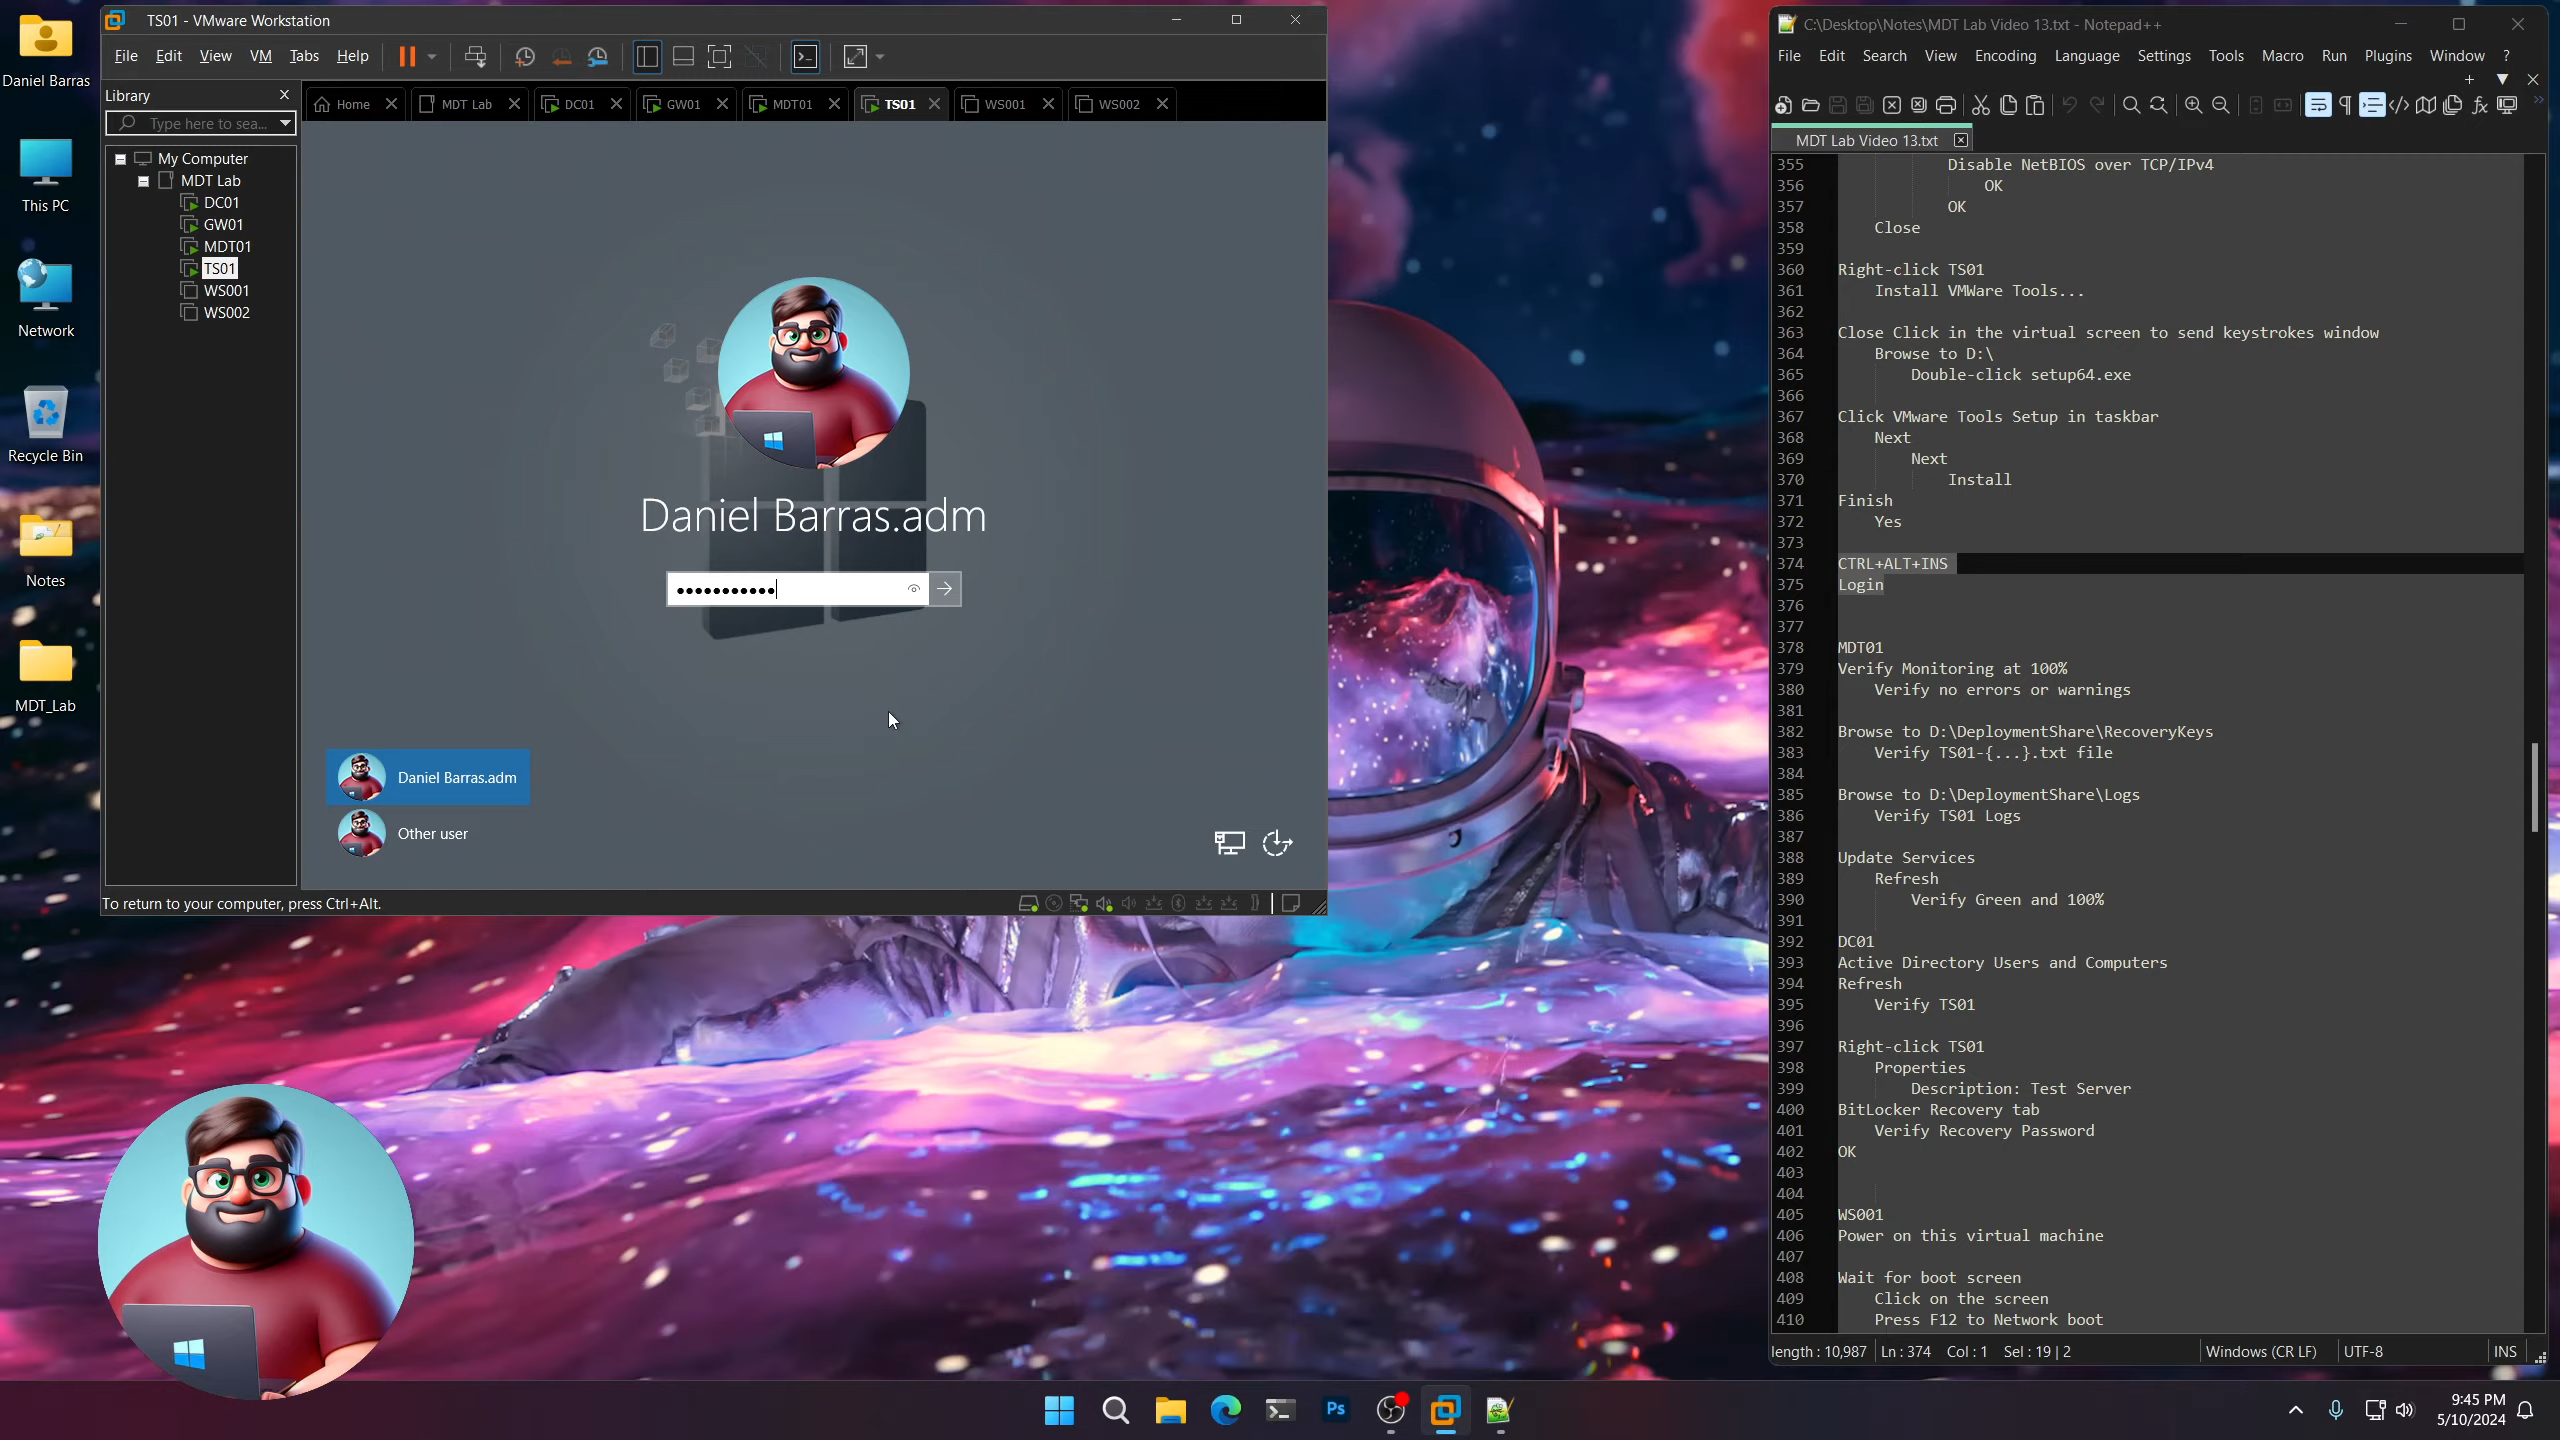 Daniel Barras
This PC
Network
Recycle Bin
Notes
MDT_Lab
TS01 - VMware Workstation
File Edit View VM Tabs Help
Library
Type here to sea...
My Computer
MDT Lab
DC01
GW01
MDT01
TS01
WS001
WS002
Home MDT Lab DC01 GW01 MDT01 TS01 WS001 WS002
Daniel Barras.adm
●●●●●●●●●●●
Daniel Barras.adm
Other user
To return to your computer, press Ctrl+Alt.
C:\Desktop\Notes\MDT Lab Video 13.txt - Notepad++
File Edit Search View Encoding Language Settings Tools Macro Run Plugins Window ?
MDT Lab Video 13.txt
355 Disable NetBIOS over TCP/IPv4
356 OK
357 OK
358 Close
359
360 Right-click TS01
361 Install VMWare Tools...
362
363 Close Click in the virtual screen to send keystrokes window
364 Browse to D:\
365 Double-click setup64.exe
366
367 Click VMware Tools Setup in taskbar
368 Next
369 Next
370 Install
371 Finish
372 Yes
373
374 CTRL+ALT+INS
375 Login
376
377
378 MDT01
379 Verify Monitoring at 100%
380 Verify no errors or warnings
381
382 Browse to D:\DeploymentShare\RecoveryKeys
383 Verify TS01-{...}.txt file
384
385 Browse to D:\DeploymentShare\Logs
386 Verify TS01 Logs
387
388 Update Services
389 Refresh
390 Verify Green and 100%
391
392 DC01
393 Active Directory Users and Computers
394 Refresh
395 Verify TS01
396
397 Right-click TS01
398 Properties
399 Description: Test Server
400 BitLocker Recovery tab
401 Verify Recovery Password
402 OK
403
404
405 WS001
406 Power on this virtual machine
407
408 Wait for boot screen
409 Click on the screen
410 Press F12 to Network boot
length : 10,987 Ln : 374 Col : 1 Sel : 19 | 2 Windows (CR LF) UTF-8 INS
Ps
9:45 PM
5/10/2024